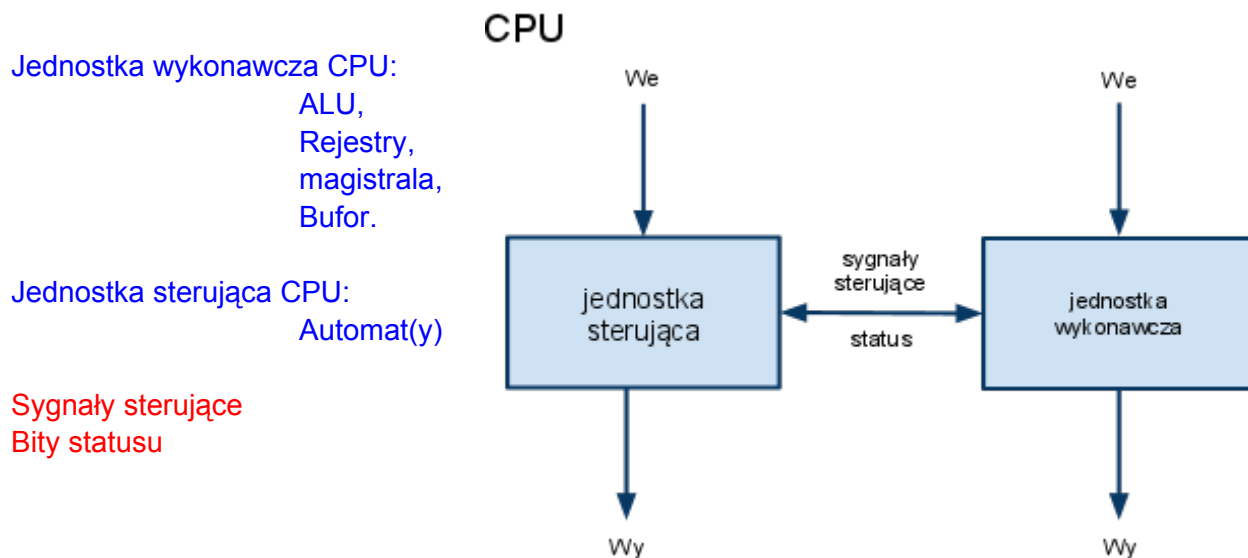 CPU
Jednostka wykonawcza CPU:
ALU,
Rejestry,
magistrala,
Bufor.
Jednostka sterująca CPU:
Automat(y)
Sygnały sterujące
Bity statusu
We
We
jednostka
sterująca
sygnały
sterujące
status
jednostka
wykonawcza
Wy
Wy